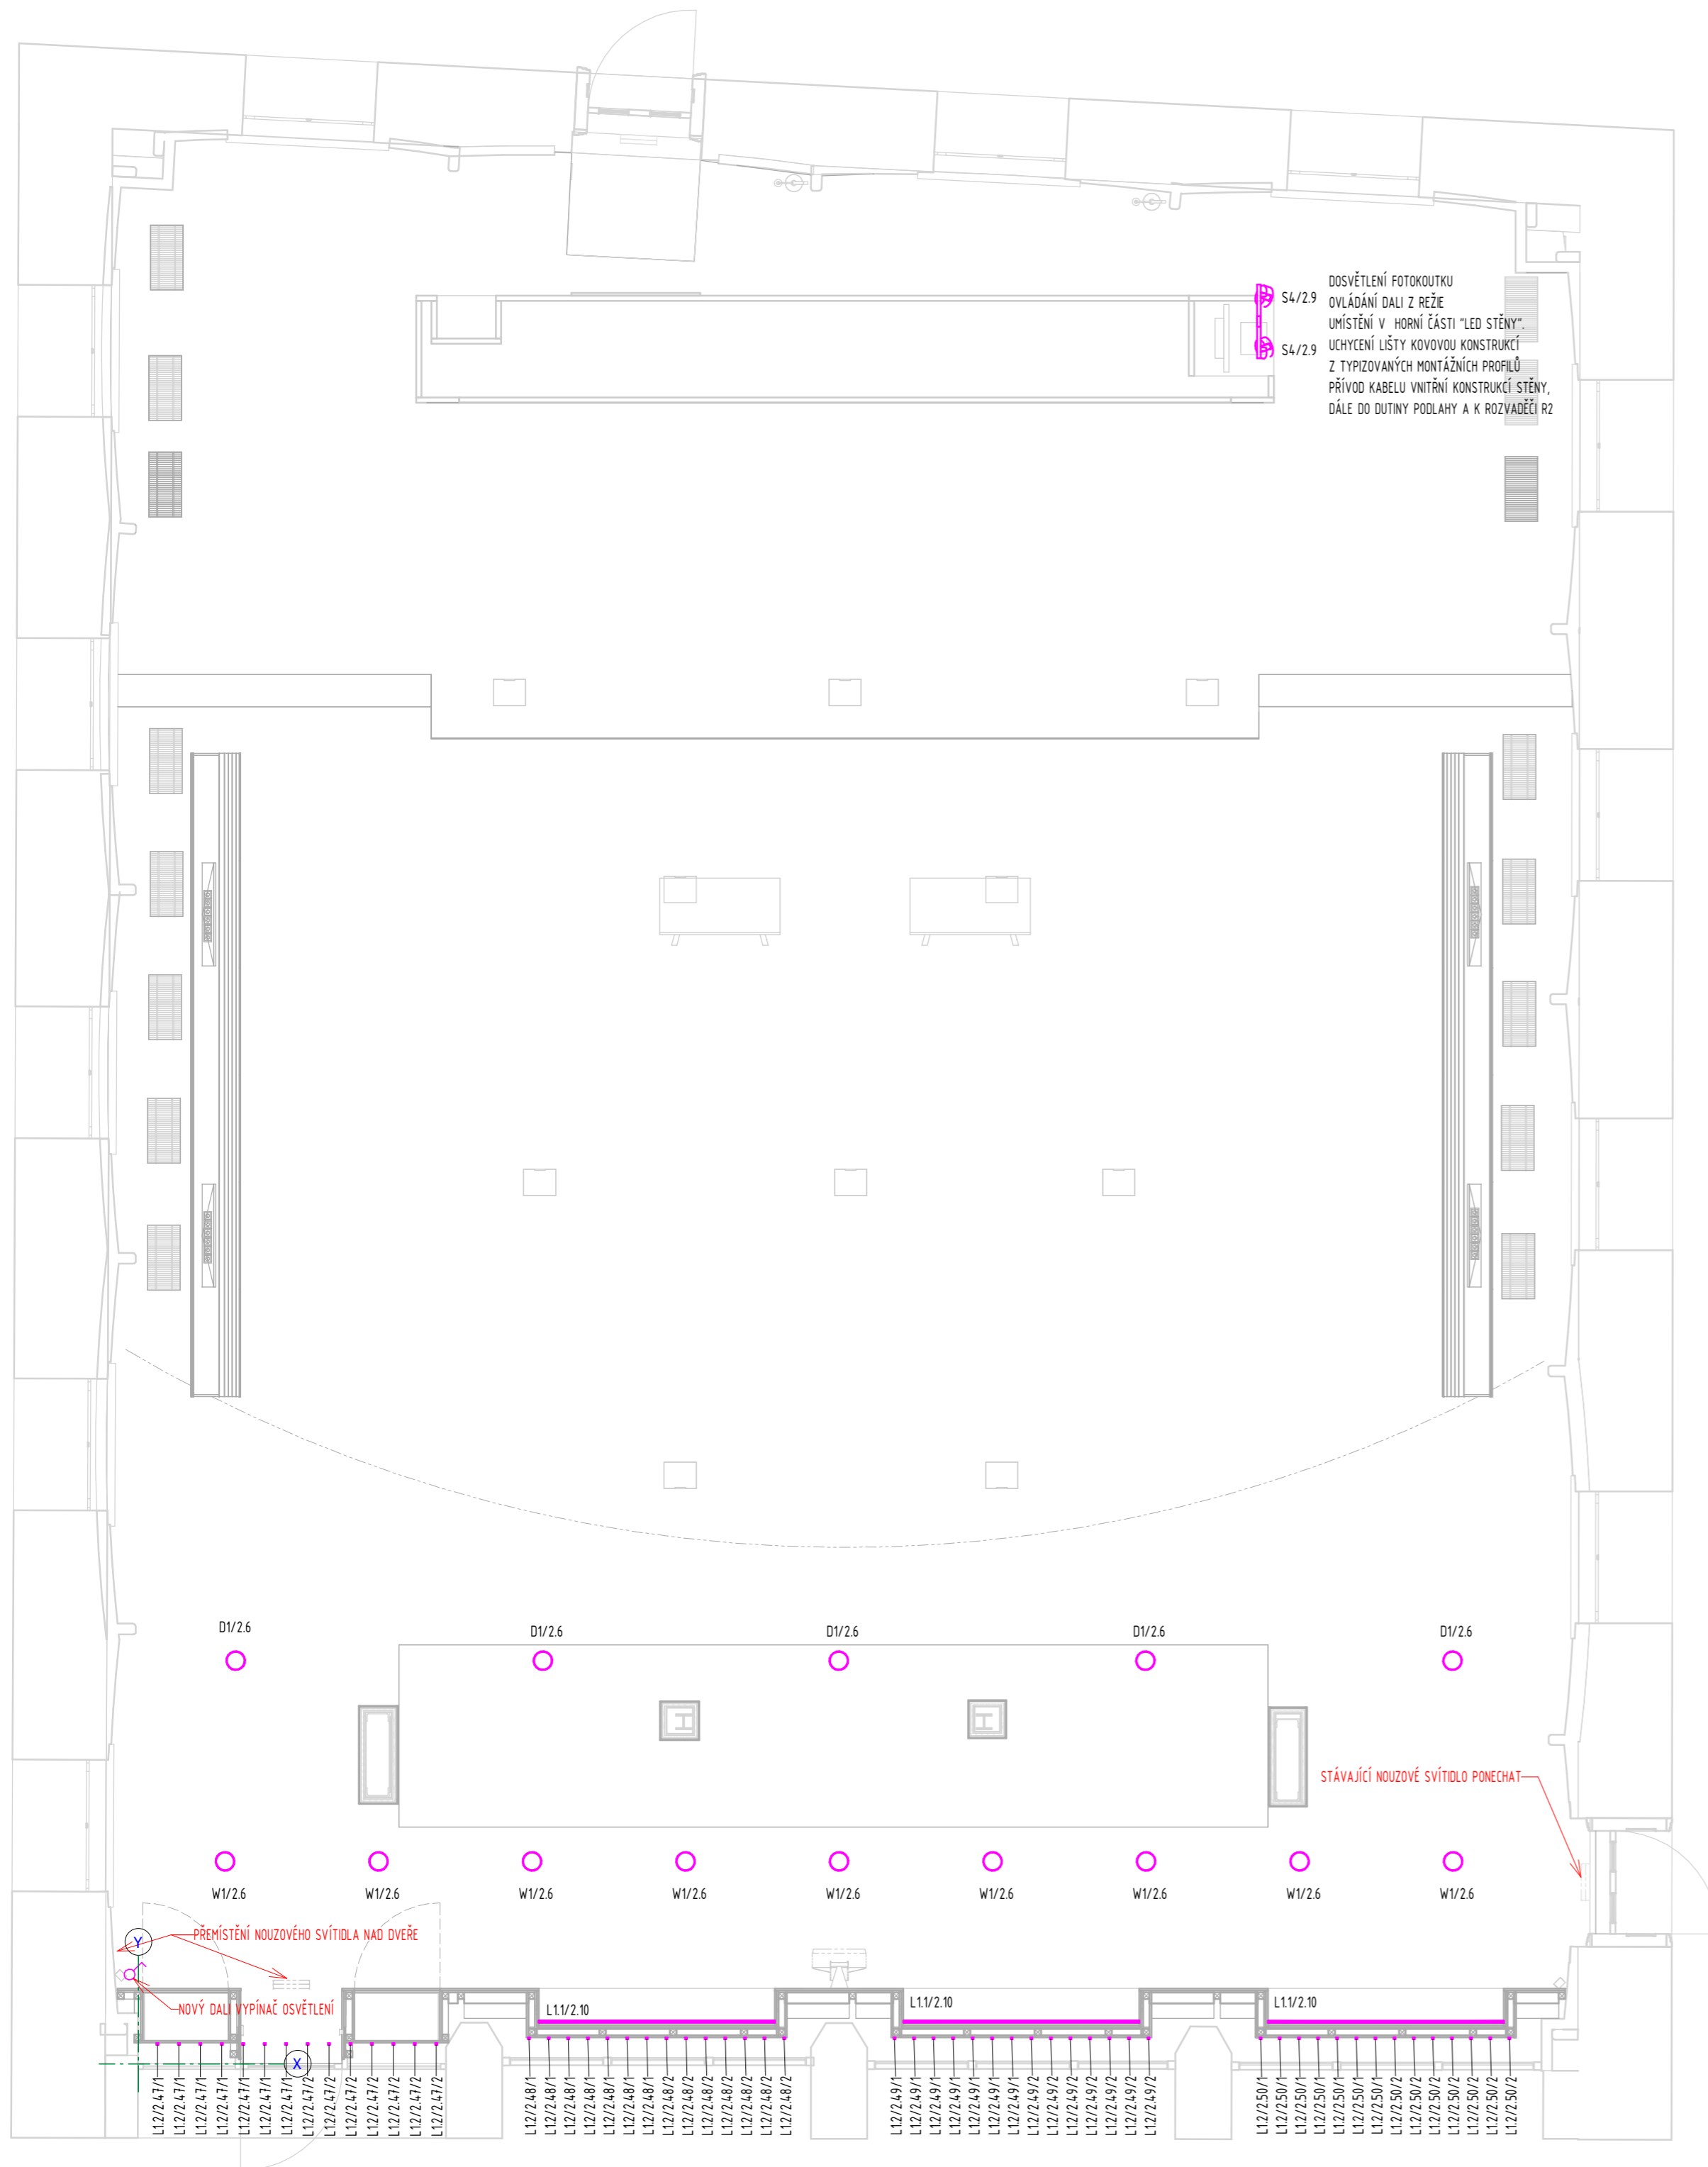 DOSVĚTLENÍ FOTOKOUTKU
S4/2.9
OVLÁDÁNÍ DALI Z REŽIE
UMÍSTĚNÍ V HORNÍ ČÁSTI "LED STĚNY".
UCHYCENÍ LIŠTY KOVOVOU KONSTRUKCÍ
S4/2.9
Z TYPIZOVANÝCH MONTÁŽNÍCH PROFILŮ
PŘÍVOD KABELU VNITŘNÍ KONSTRUKCÍ STĚNY,
DÁLE DO DUTINY PODLAHY A K ROZVADĚČI R2
D1/2.6
D1/2.6
D1/2.6
D1/2.6
D1/2.6
STÁVAJÍCÍ NOUZOVÉ SVÍTIDLO PONECHAT
W1/2.6
W1/2.6
W1/2.6
W1/2.6
W1/2.6
W1/2.6
W1/2.6
W1/2.6
W1/2.6
PŘEMÍSTĚNÍ NOUZOVÉHO SVÍTIDLA NAD DVEŘE
Y
NOVÝ DALI VYPÍNAČ OSVĚTLENÍ
L1.1/2.10
L1.1/2.10
L1.1/2.10
X
L1.2/2.47/1
L1.2/2.47/1
L1.2/2.47/1
L1.2/2.47/1
L1.2/2.47/1
L1.2/2.47/1
L1.2/2.47/1
L1.2/2.47/2
L1.2/2.47/2
L1.2/2.47/2
L1.2/2.47/2
L1.2/2.47/2
L1.2/2.47/2
L1.2/2.47/2
L1.2/2.48/1
L1.2/2.48/1
L1.2/2.48/1
L1.2/2.48/1
L1.2/2.48/1
L1.2/2.48/1
L1.2/2.48/1
L1.2/2.48/2
L1.2/2.48/2
L1.2/2.48/2
L1.2/2.48/2
L1.2/2.48/2
L1.2/2.48/2
L1.2/2.48/2
L1.2/2.49/1
L1.2/2.49/1
L1.2/2.49/1
L1.2/2.49/1
L1.2/2.49/1
L1.2/2.49/1
L1.2/2.49/1
L1.2/2.49/2
L1.2/2.49/2
L1.2/2.49/2
L1.2/2.49/2
L1.2/2.49/2
L1.2/2.49/2
L1.2/2.49/2
L1.2/2.50/1
L1.2/2.50/1
L1.2/2.50/1
L1.2/2.50/1
L1.2/2.50/1
L1.2/2.50/1
L1.2/2.50/1
L1.2/2.50/2
L1.2/2.50/2
L1.2/2.50/2
L1.2/2.50/2
L1.2/2.50/2
L1.2/2.50/2
L1.2/2.50/2